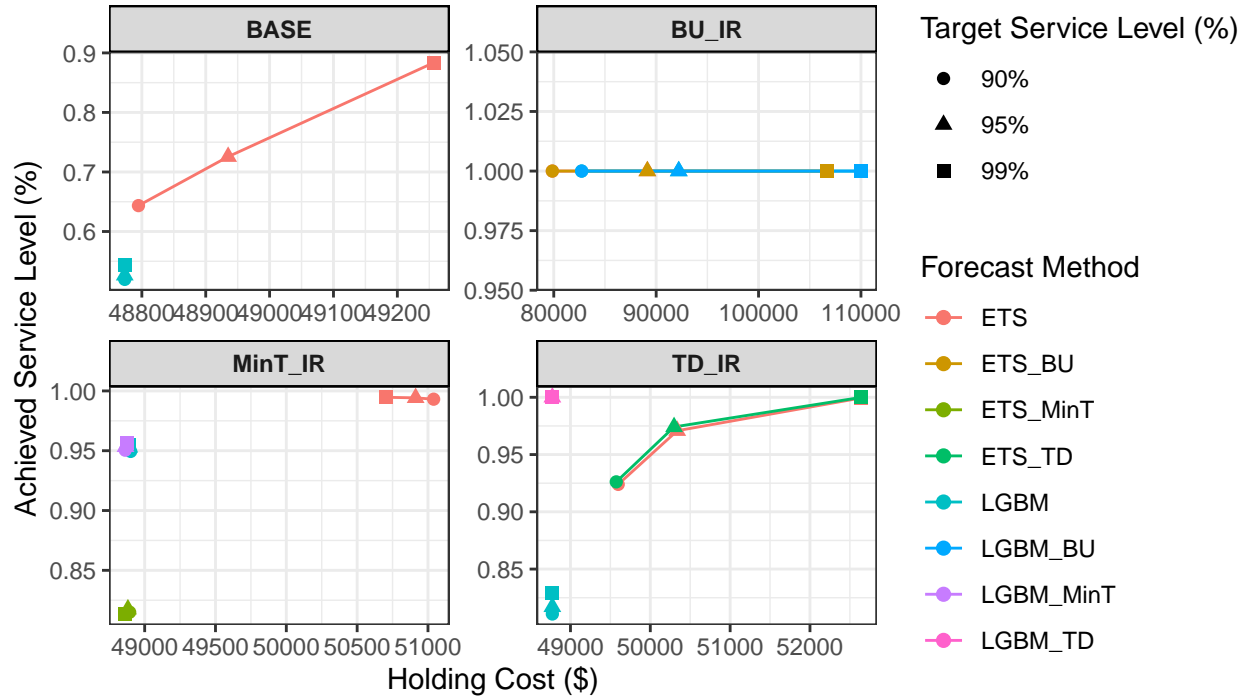 BASE
BU_IR
0.9
0.8
0.7
0.6
48800 48900 49000 49100 49200
1.050
1.025
1.000
0.975
0.950
80000 90000 100000 110000
MinT_IR
TD_IR
1.00
0.95
0.90
0.85
49000 49500 50000 50500 51000
1.00
0.95
0.90
0.85
49000 50000 51000 52000
Achieved Service Level (%)
Holding Cost ($)
Target Service Level (%)
90%
95%
99%
Forecast Method
ETS
ETS_BU
ETS_MinT
ETS_TD
LGBM
LGBM_BU
LGBM_MinT
LGBM_TD